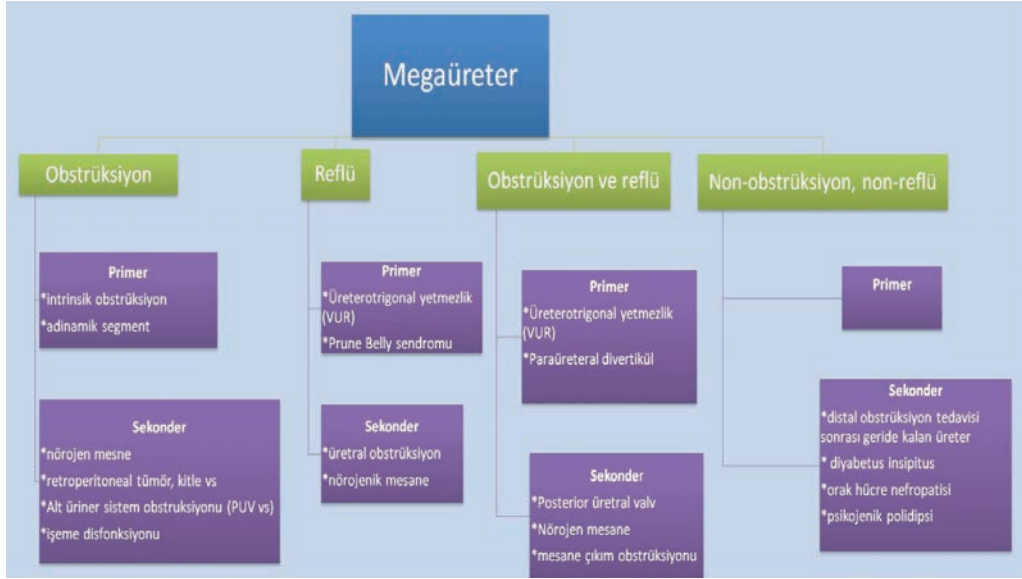 Megaüreter
Obstrüksiyon
Primer
*intrinsik obstrüksiyon
*adinamik segment
Sekonder
*nörojen mesne
*retroperitoneal tümör, kitle vs
*Alt üriner sistem obstruksiyonu (PUV vs)
*işeme disfonksiyonu
Reflü
Primer
*Üreterotrigonal yetmezlik
(VUR)
*Prune Belly sendromu
Sekonder
*üretral obstrüksiyon
*nörojenik mesane
Obstrüksiyon ve reflü
Primer
*Üreterotrigonal yetmezlik
(VUR)
*Paraüreteral divertikül
Sekonder
*Posterior üretral valv
*Nörojen mesane
*mesane çıkım obstrüksiyonu
Non-obstrüksiyon, non-reflü
Primer
Sekonder
*distal obstrüksiyon tedavisi
sonrası geride kalan üreter
* diyabetus insipitus
*orak hücre nefropatisi
*psikojenik polidipsi